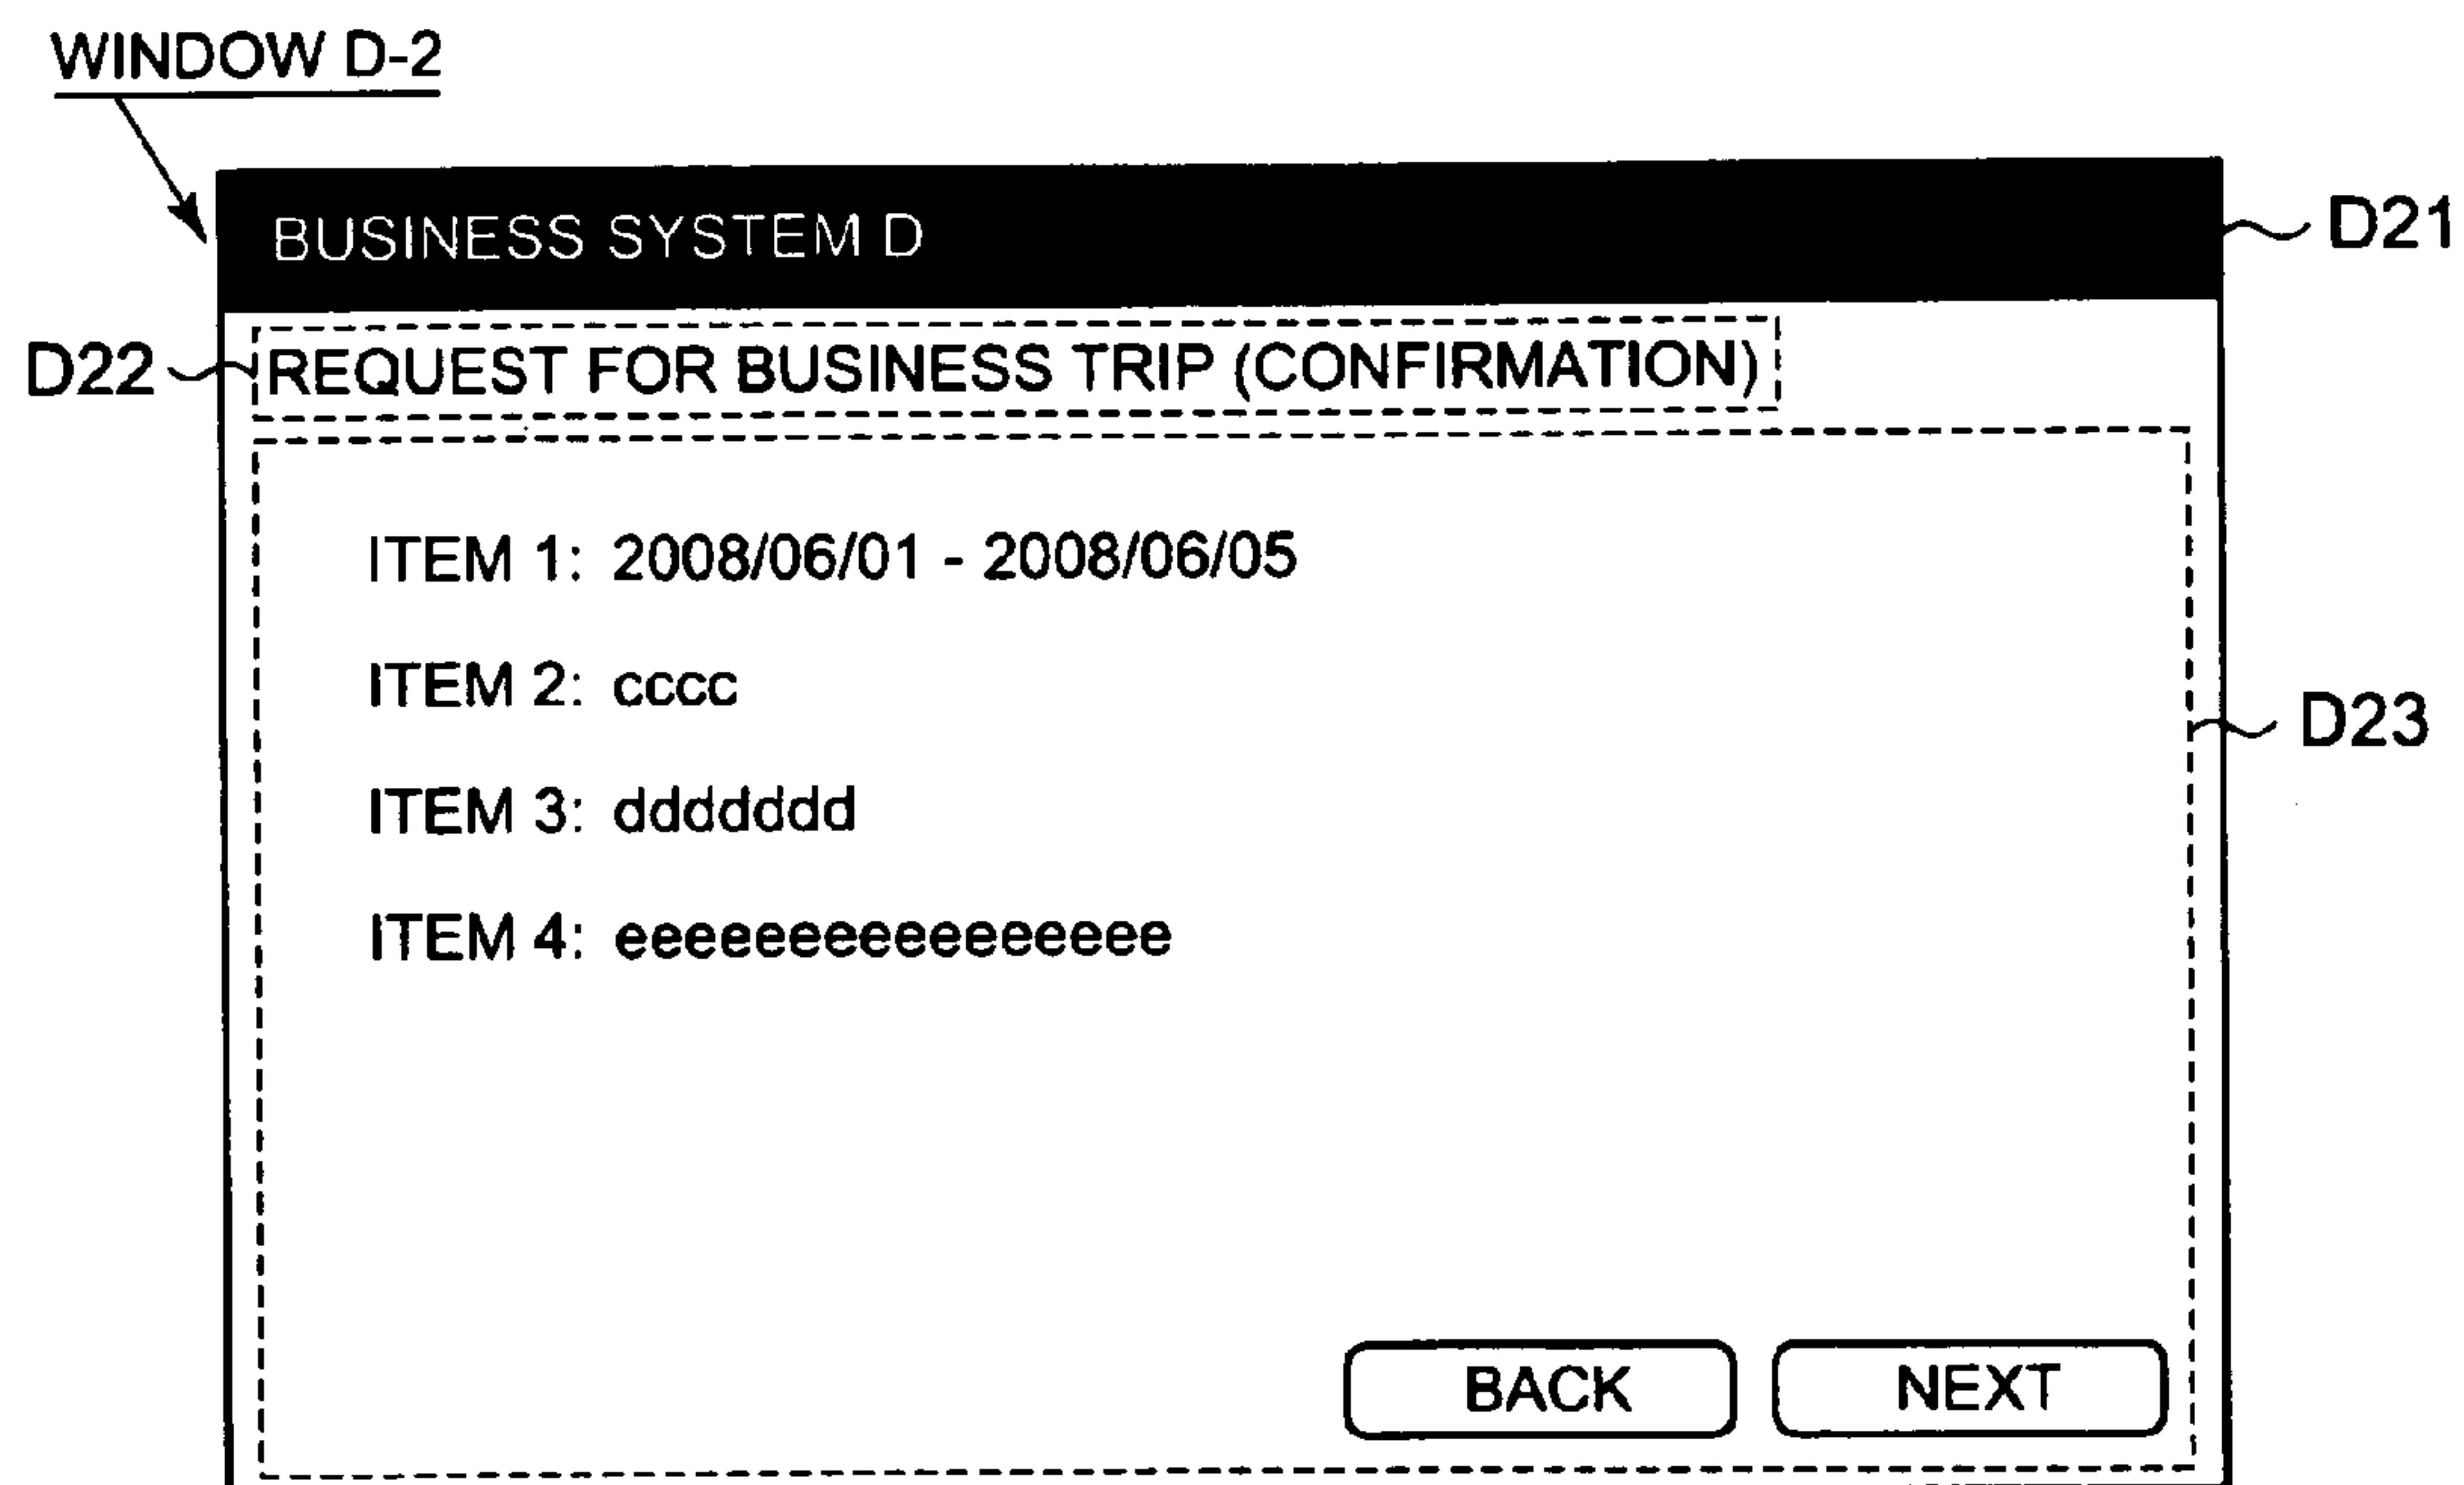 WINDOW D-2
BUSINESS SYSTEM D
D21
D22
REQUEST FOR BUSINESS TRIP (CONFIRMATION)
ITEM 1: 2008/06/01 - 2008/06/05
ITEM 2: cccc
D23
ITEM 3: ddddddd
ITEM 4: eeeeeeeeeeeeeeee
BACK
NEXT